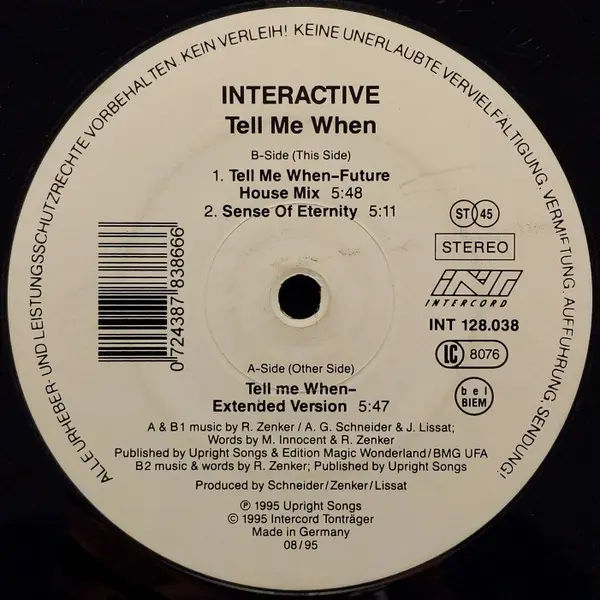 ALLE URHEBER- UND LEISTUNGSSCHUTZRECHTE VORBEHALTEN. KEIN VERLEIH! KEINE UNERLAUBTE VERVIELFÄLTIGUNG, VERMIETUNG, AUFFÜHRUNG, SENDUNG!
INTERACTIVE
Tell Me When
B-Side (This Side)
1. Tell Me When–Future
House Mix 5:48
2. Sense Of Eternity 5:11
ST 45
STEREO
INT
INTERCORD
INT 128.038
LC 8076
bel
BIEM
0724387838666
A-Side (Other Side)
Tell me When–
Extended Version 5:47
A & B1 music by R. Zenker / A. G. Schneider & J. Lissat;
Words by M. Innocent & R. Zenker
Published by Upright Songs & Edition Magic Wonderland/BMG UFA
B2 music & words by R. Zenker; Published by Upright Songs
Produced by Schneider/Zenker/Lissat
℗ 1995 Upright Songs
© 1995 Intercord Tonträger
Made in Germany
08/95